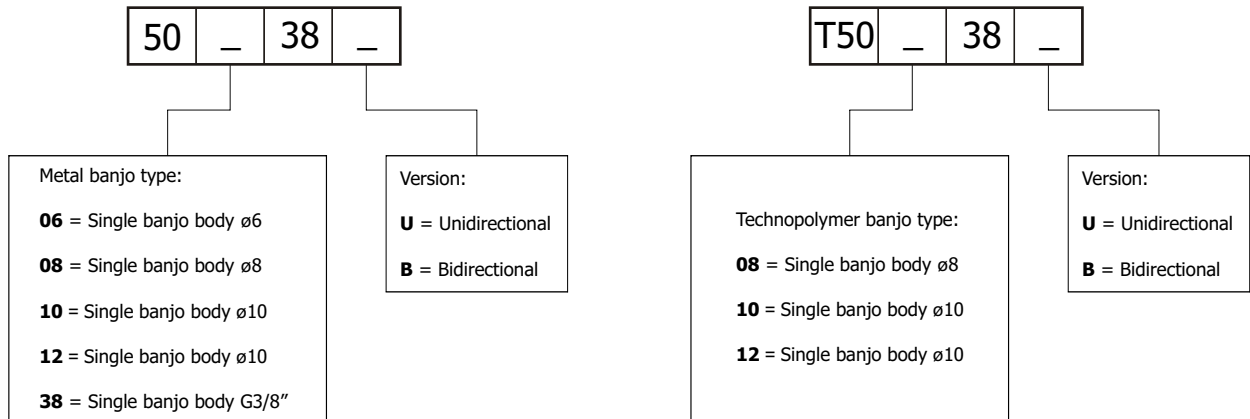 50 _ 38 _
Metal banjo type:
06 = Single banjo body ø6
08 = Single banjo body ø8
10 = Single banjo body ø10
12 = Single banjo body ø10
38 = Single banjo body G3/8”
Version:
U = Unidirectional
B = Bidirectional
T50 _ 38 _
Technopolymer banjo type:
08 = Single banjo body ø8
10 = Single banjo body ø10
12 = Single banjo body ø10
Version:
U = Unidirectional
B = Bidirectional